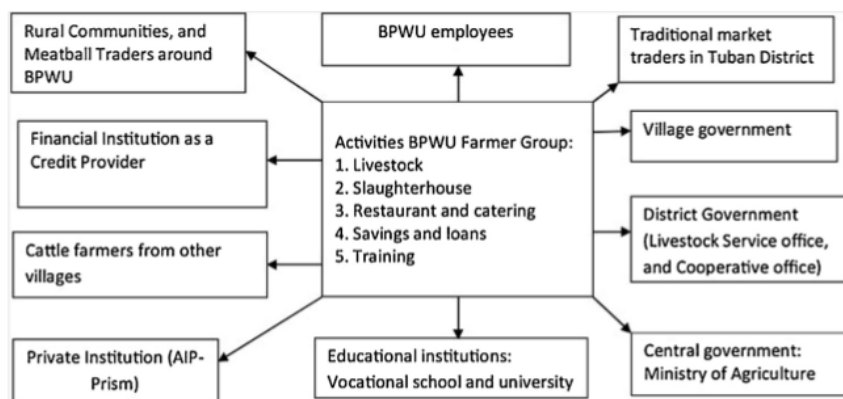 Rural Communities, and
Meatball Traders around
BPWU
BPWU employees
Traditional market
traders in Tuban District
Financial Institution as a
Credit Provider
Activities BPWU Farmer Group:
1. Livestock
2. Slaughterhouse
3. Restaurant and catering
4. Savings and loans
5. Training
Village government
Cattle farmers from other
villages
District Government
(Livestock Service office,
and Cooperative office)
Private Institution (AIP-
Prism)
Educational institutions:
Vocational school and university
Central government:
Ministry of Agriculture